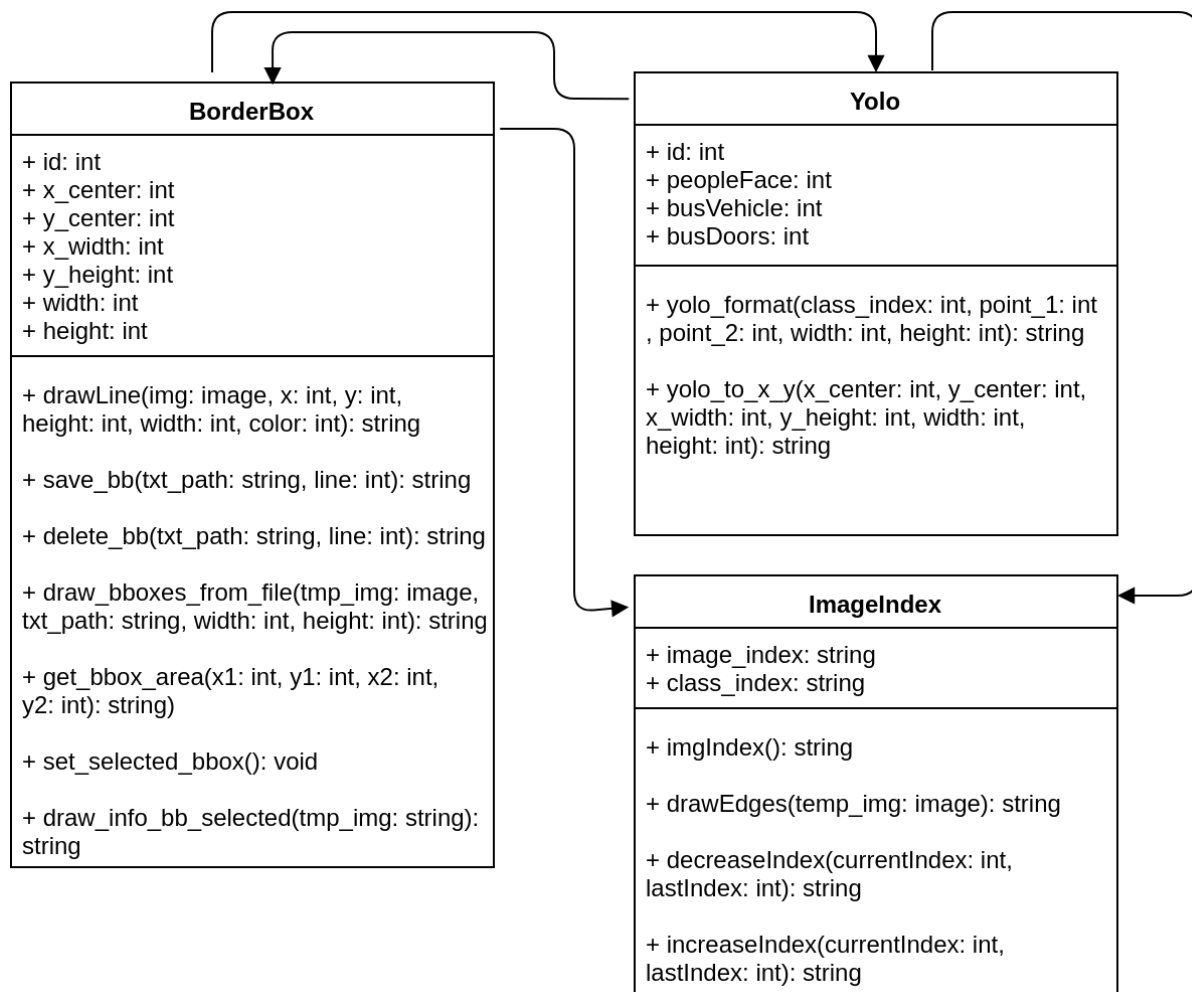 BorderBox
+ id: int
+ x_center: int
+ y_center: int
+ x_width: int
+ y_height: int
+ width: int
+ height: int
+ drawLine(img: image, x: int, y: int,
height: int, width: int, color: int): string
+ save_bb(txt_path: string, line: int): string
+ delete_bb(txt_path: string, line: int): string
+ draw_bboxes_from_file(tmp_img: image,
txt_path: string, width: int, height: int): string
+ get_bbox_area(x1: int, y1: int, x2: int,
y2: int): string)
+ set_selected_bbox(): void
+ draw_info_bb_selected(tmp_img: string):
string
Yolo
+ id: int
+ peopleFace: int
+ busVehicle: int
+ busDoors: int
+ yolo_format(class_index: int, point_1: int
, point_2: int, width: int, height: int): string
+ yolo_to_x_y(x_center: int, y_center: int,
x_width: int, y_height: int, width: int,
height: int): string
ImageIndex
+ image_index: string
+ class_index: string
+ imgIndex(): string
+ drawEdges(temp_img: image): string
+ decreaseIndex(currentIndex: int,
lastIndex: int): string
+ increaseIndex(currentIndex: int,
lastIndex: int): string